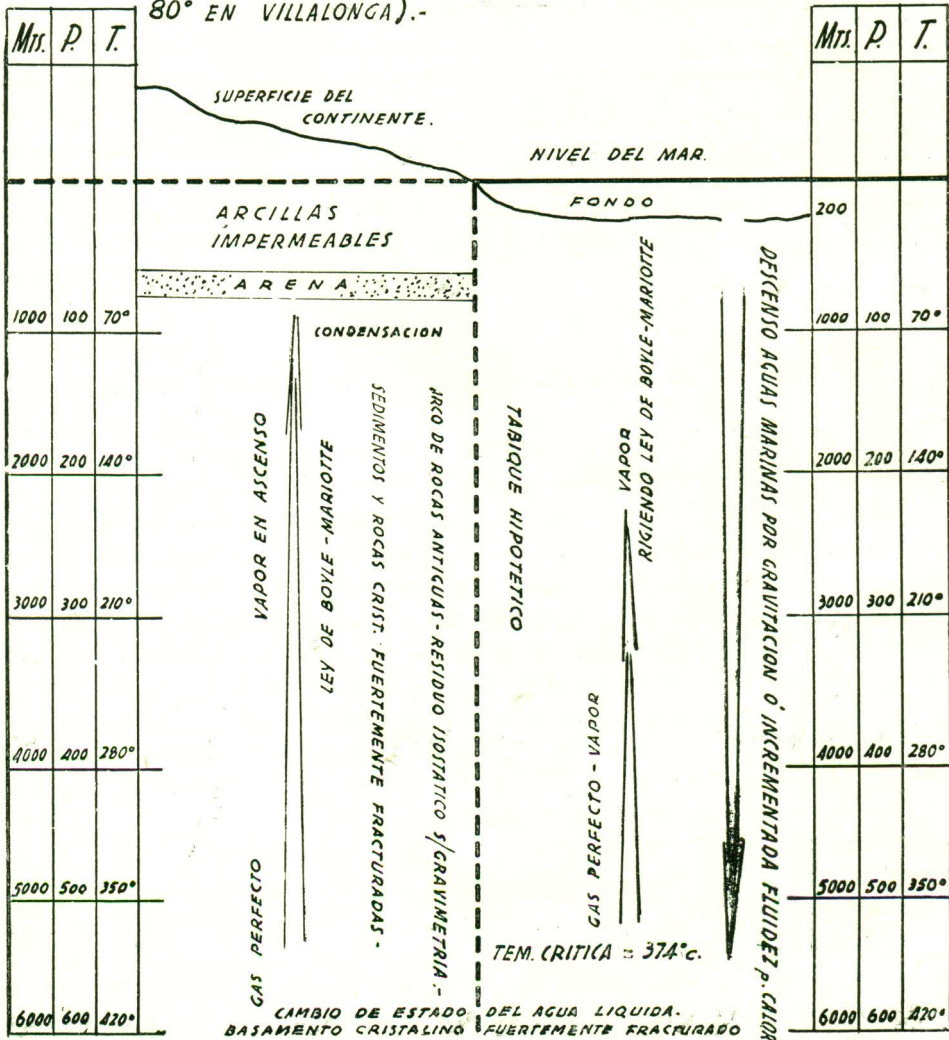 80° EN VILLALONGA).-
MTS. P. T.
1000 100 70°
2000 200 140°
3000 300 210°
4000 400 280°
5000 500 350°
6000 600 420°
SUPERFICIE DEL
CONTINENTE.
NIVEL DEL MAR.
FONDO
ARCILLAS
IMPERMEABLES
ARENA
CONDENSACION
VAPOR EN ASCENSO
GAS PERFECTO
LEY DE BOYLE-MARIOTTE
SEDIMENTOS Y ROCAS CRIST. FUERTEMENTE FRACTURADAS-
ARCO DE ROCAS ANTIGUAS-RESIDUO ISOSTATICO S/GRAVIMETRIA.-
TABIQUE HIPOTETICO
GAS PERFECTO-VAPOR
VAPOR
RIGIENDO LEY DE BOYLE-MARIOTTE
DESCENSO AGUAS MARINAS POR GRAVITACION Ó INCREMENTADA FLUIDEZ p. CALOR
TEM. CRITICA = 374°C.
CAMBIO DE ESTADO DEL AGUA LIQUIDA.
BASAMENTO CRISTALINO FUERTEMENTE FRACTURADO
MTS. P. T.
200
1000 100 70°
2000 200 140°
3000 300 210°
4000 400 280°
5000 500 350°
6000 600 420°